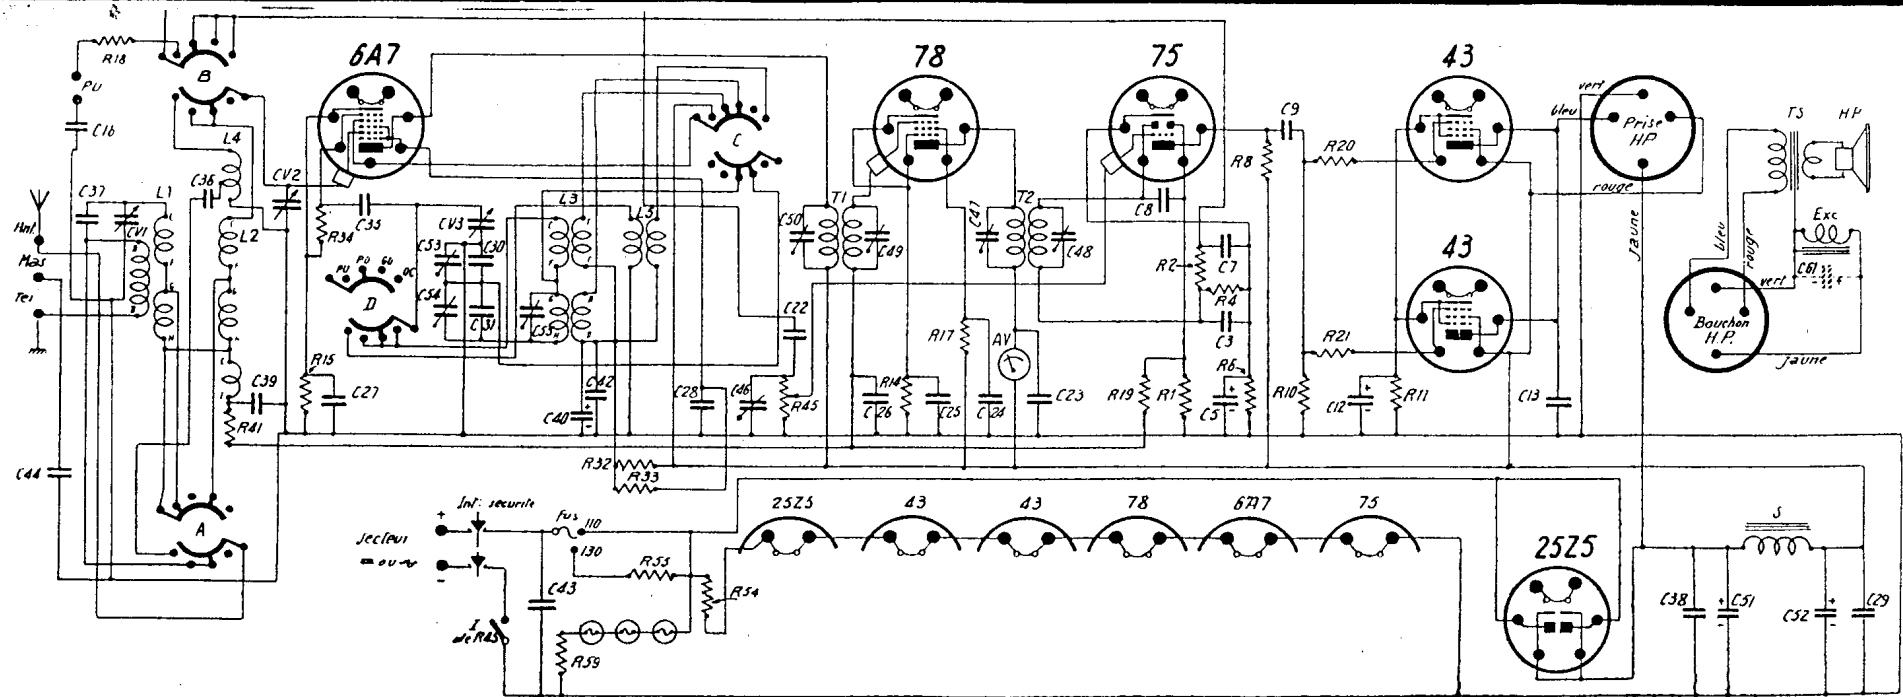 6A7
78
75
43
R18
B
PU
C16
L4
C36
CV2
C37
L1
CV1
L2
Ant.
Mas
Ter
R34
C35
CV3
C53
C30
PU
PO
GO
OC
D
C54
C31
C55
L3
L5
C
C22
C50
T1
C49
C47
T2
C48
C8
C9
R8
R20
R2
C7
R4
C3
R21
43
vert
bleu
Prise
HP
rouge
jaune
TS
HP
Exc
bleu
rouge
C61
vert
Bouchon
H.P.
jaune
R15
C27
C39
R41
C42
C40
C28
C46
R45
R17
AV
R14
C26
C25
C24
C23
R19
R1
R6
C5
R10
C12
R11
C13
C44
R32
R33
A
Int. securite
Secteur
= ou ~
+
-
Fus
110
130
R55
R54
C43
I
de R45
R59
25Z5
43
43
78
6A7
75
25Z5
S
C38
C51
C52
C29